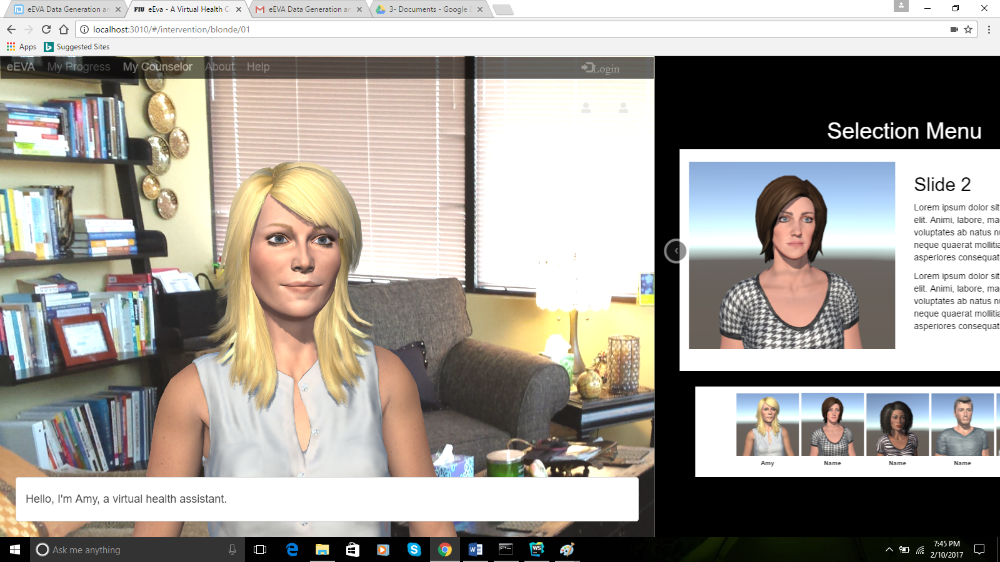 eEVA Data Generation an
FIU eEva - A Virtual Health C
eEVA Data Generation an
3- Documents - Google
localhost:3010/#/intervention/blonde/01
Apps
Suggested Sites
eEVA My Progress My Counselor About Help
Login
Selection Menu
Slide 2
Lorem ipsum dolor sit
elit. Animi, labore, ma
voluptates ab natus nu
neque quaerat mollitia
asperiores consequat
Lorem ipsum dolor sit
elit. Animi, labore, ma
voluptates ab natus nu
neque quaerat mollitia
asperiores consequat
Amy
Name
Name
Name
Hello, I'm Amy, a virtual health assistant.
Ask me anything
7:45 PM
2/10/2017